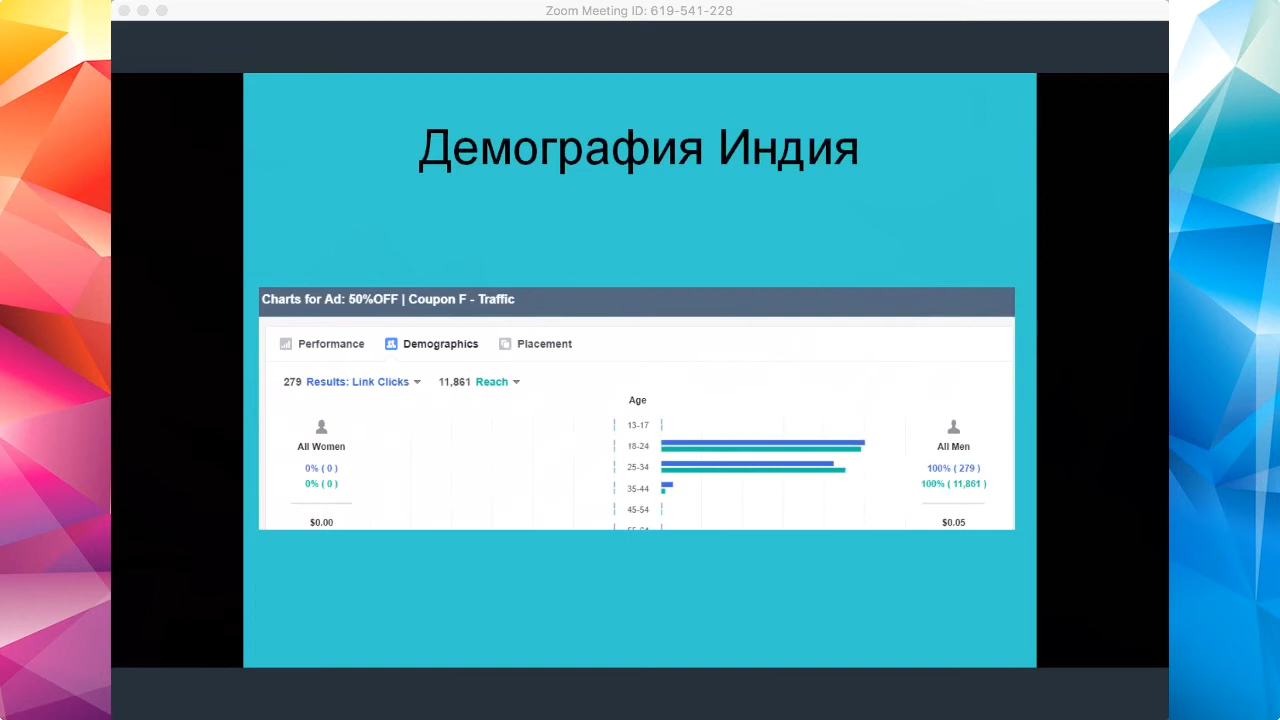 Zoom Meeting ID: 619-541-228
Демография Индия
Charts for Ad: 50%OFF | Coupon F - Traffic
Performance Demographics Placement
279 Results: Link Clicks 11,861 Reach
Age
13-17
All Women 18-24 All Men
0% ( 0 ) 25-34 100% ( 279 )
0% ( 0 ) 35-44 100% ( 11,861 )
45-54
$0.00 $0.05
55-64